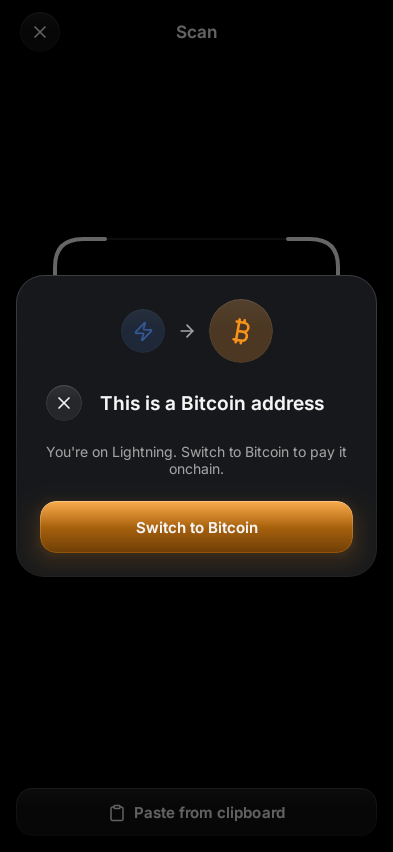 Scan
This is a Bitcoin address
You're on Lightning. Switch to Bitcoin to pay it
onchain.
Switch to Bitcoin
Paste from clipboard